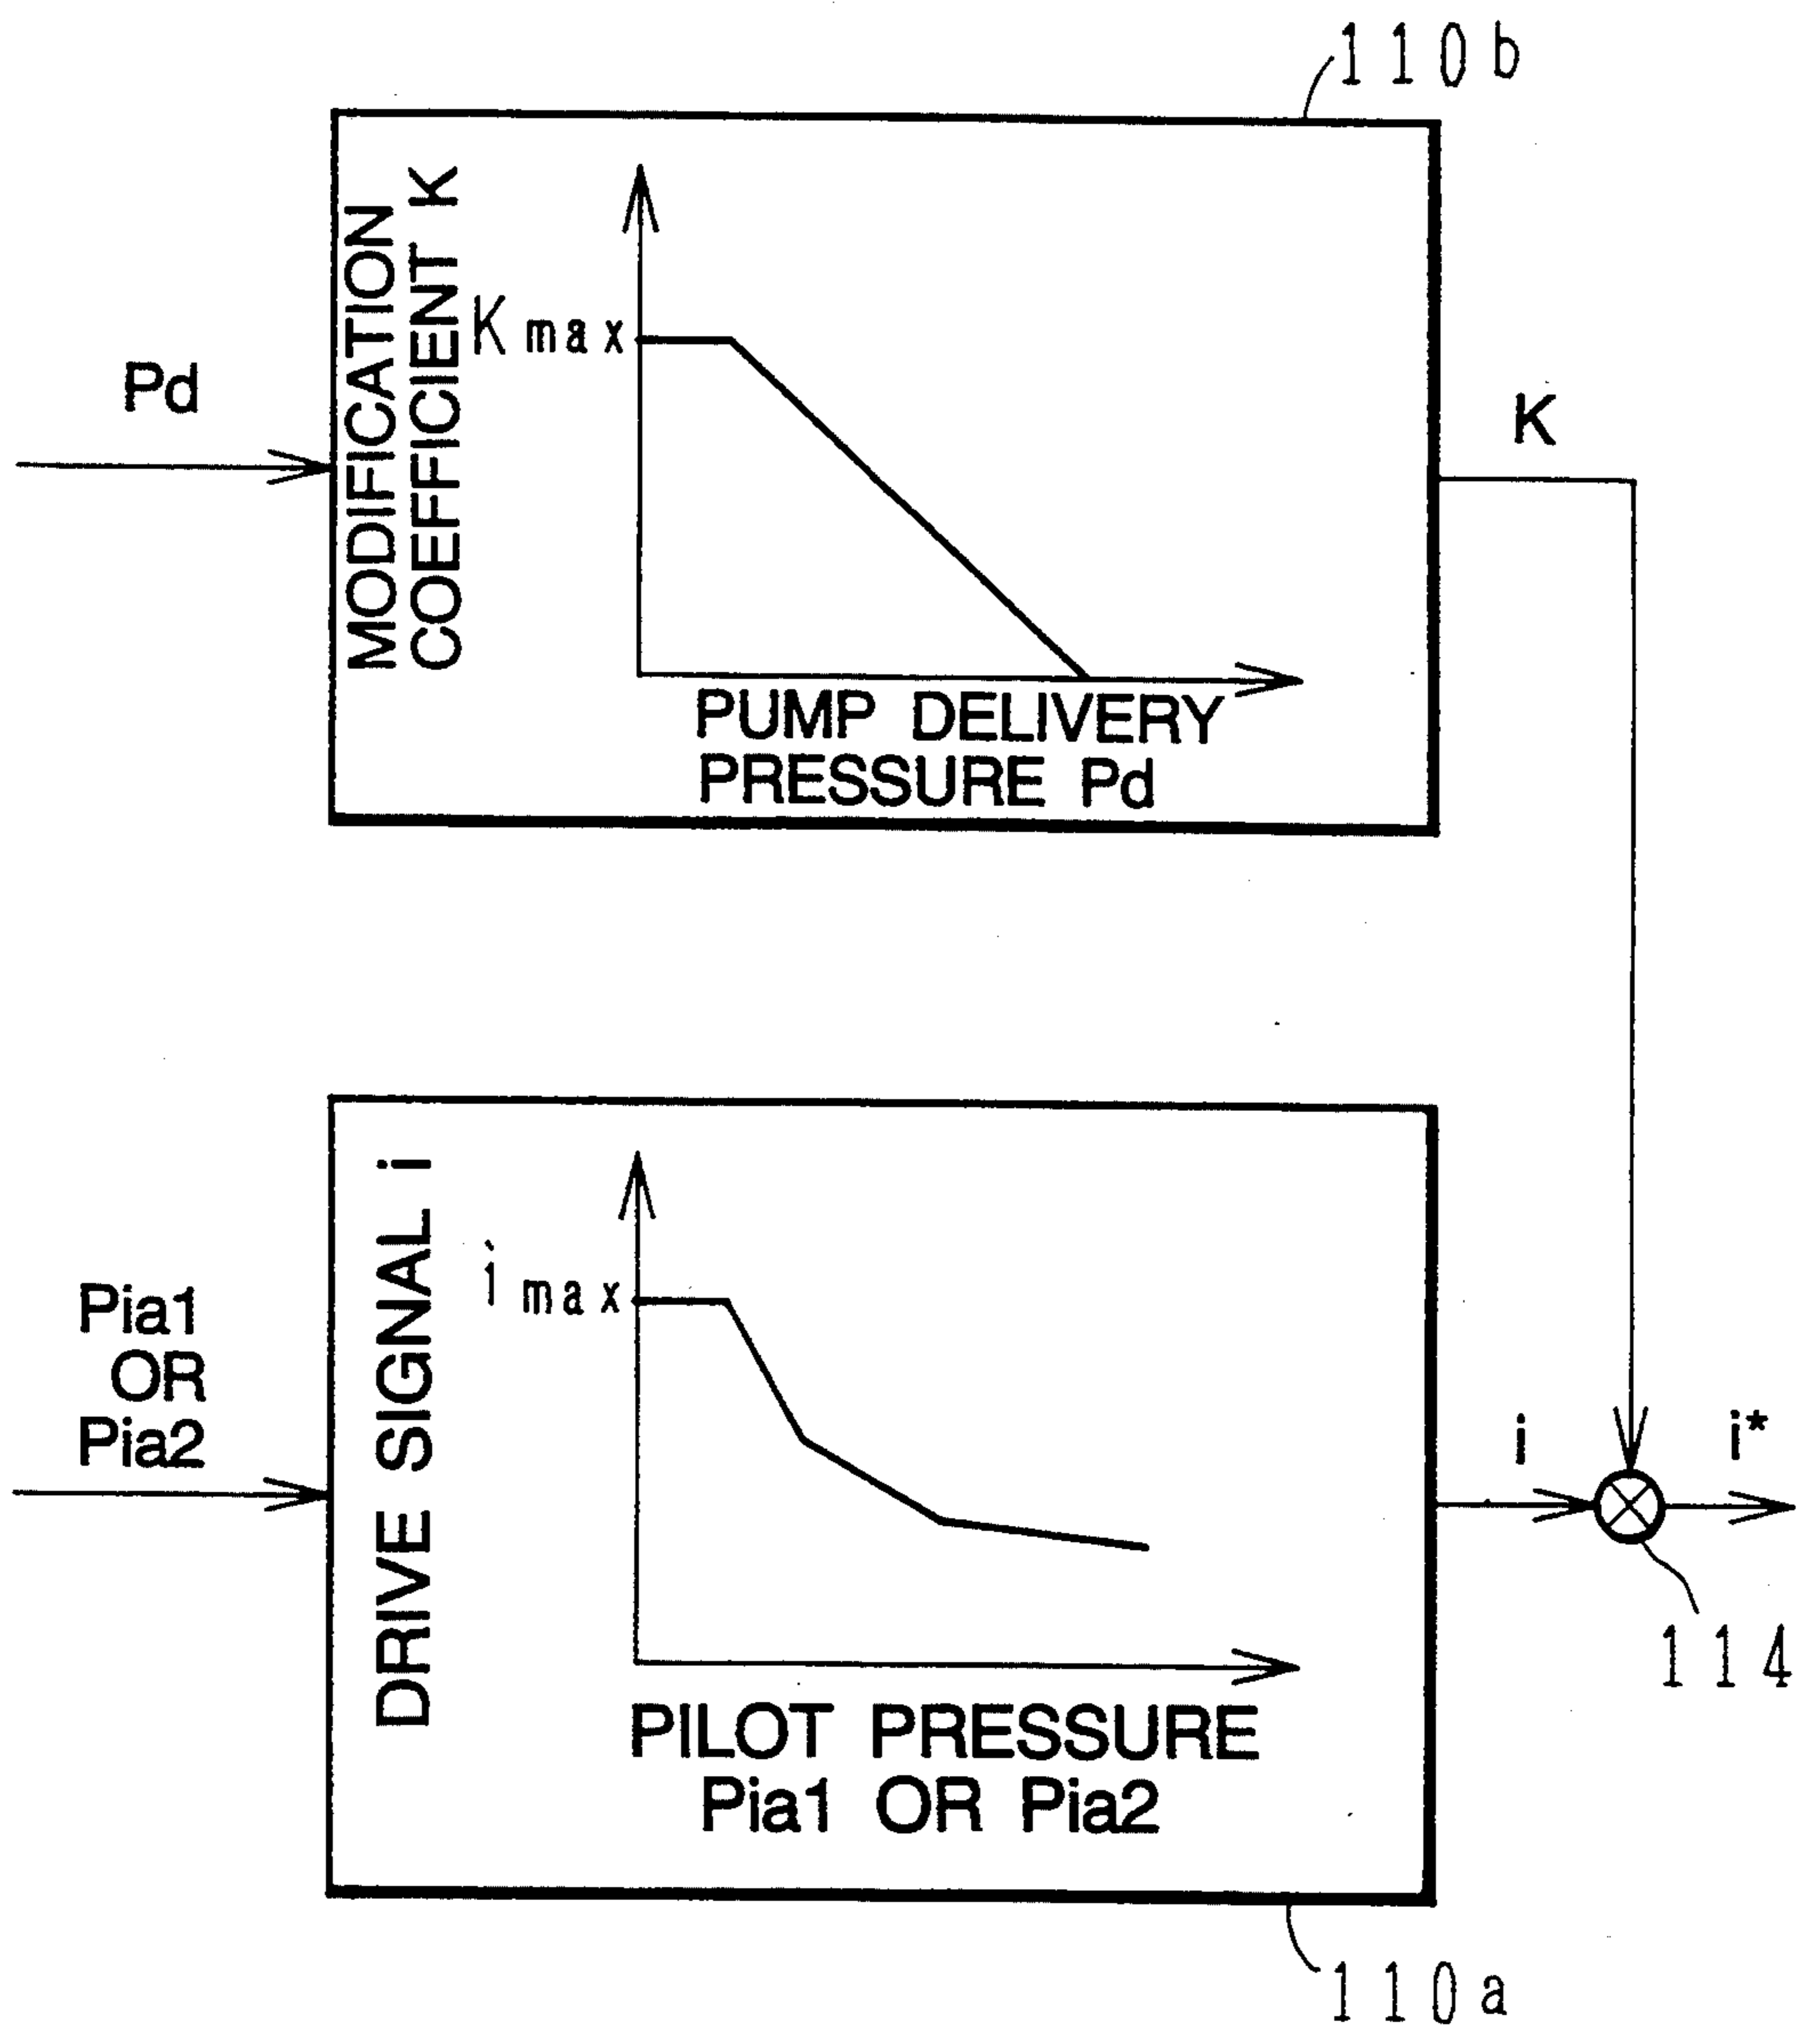 110b
MODIFICATION
COEFFICIENT K
Kmax
Pd
K
PUMP DELIVERY
PRESSURE Pd
DRIVE SIGNAL i
imax
Pia1
OR
Pia2
i
i*
114
PILOT PRESSURE
Pia1 OR Pia2
110a